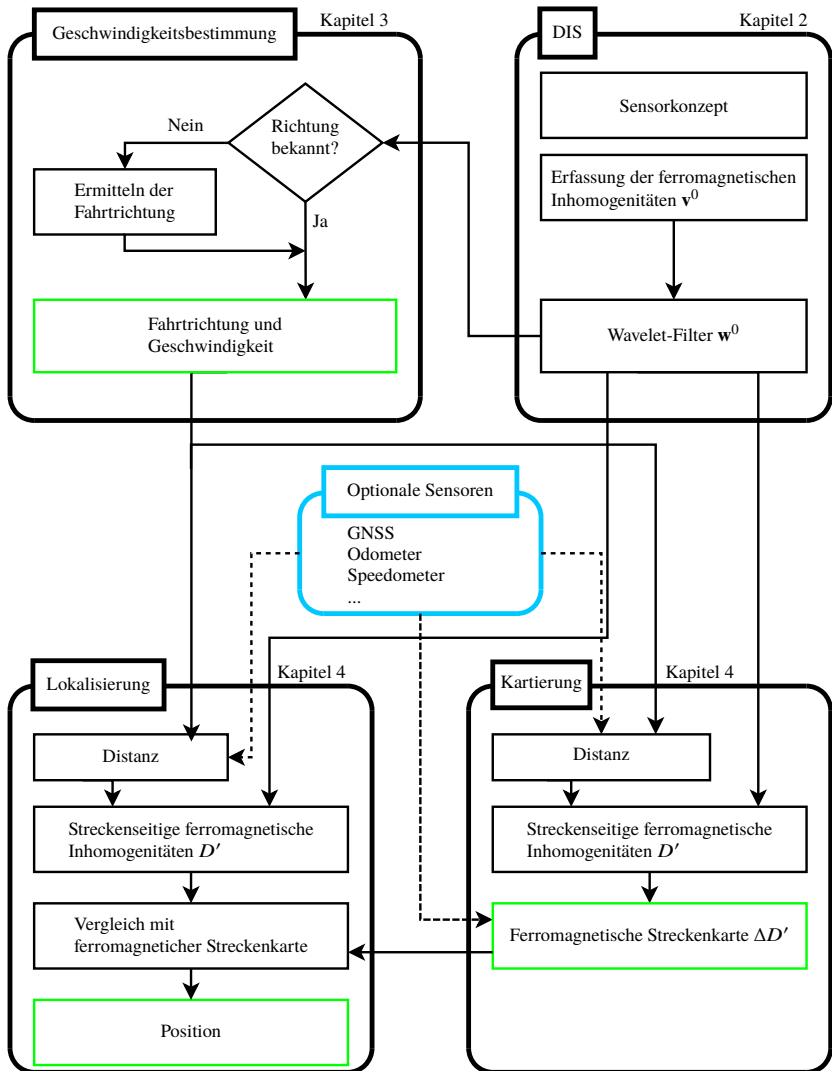 Geschwindigkeitsbestimmung
Kapitel 3
Nein
Richtung
bekannt?
Ermitteln der
Fahrtrichtung
Ja
Fahrtrichtung und
Geschwindigkeit
DIS
Kapitel 2
Sensorkonzept
Erfassung der ferromagnetischen
Inhomogenitäten v⁰
Wavelet-Filter w⁰
Optionale Sensoren
GNSS
Odometer
Speedometer
...
Lokalisierung
Kapitel 4
Distanz
Streckenseitige ferromagnetische
Inhomogenitäten D′
Vergleich mit
ferromagneticher Streckenkarte
Position
Kartierung
Kapitel 4
Distanz
Streckenseitige ferromagnetische
Inhomogenitäten D′
Ferromagnetische Streckenkarte ΔD′